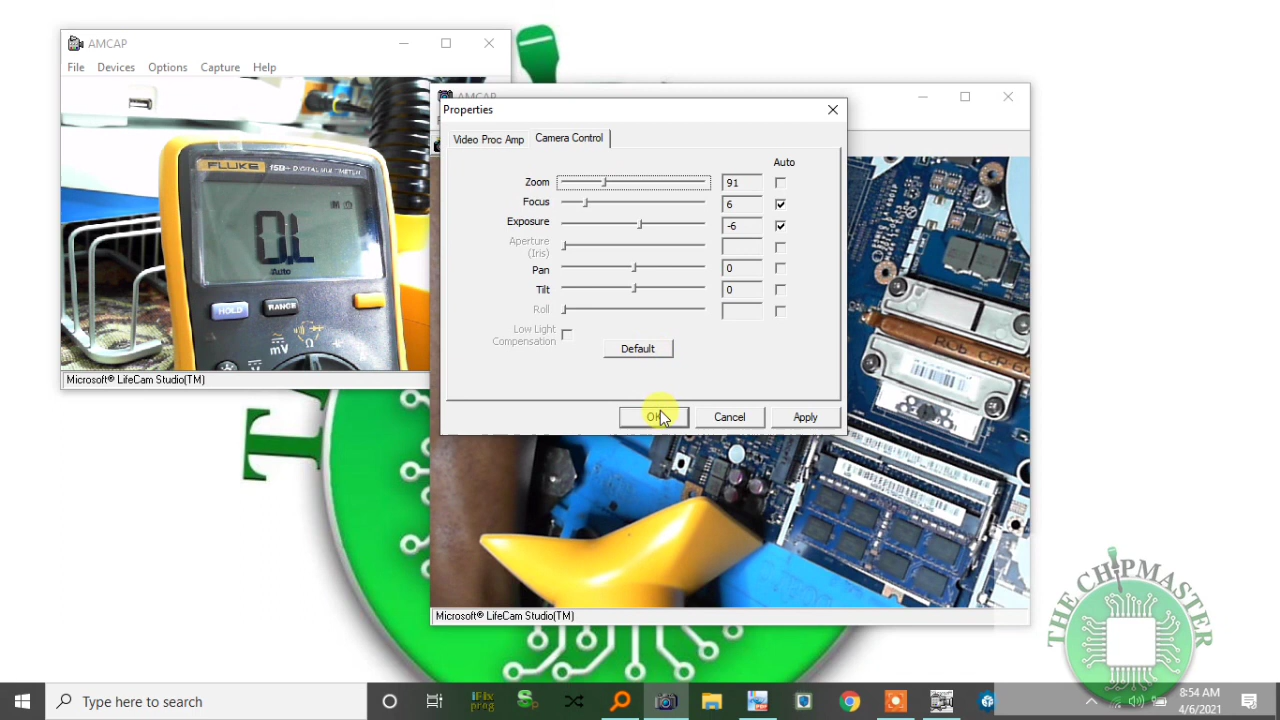 AMCAP
File Devices Options Capture Help
FLUKE 15B+ DIGITAL MULTIMETER
O.L
Auto
HOLD
RANGE
mV
Ω
Microsoft® LifeCam Studio(TM)
AMCAP
Properties
Video Proc Amp
Camera Control
Auto
Zoom 91
Focus 6
Exposure -6
Aperture
(Iris)
Pan 0
Tilt 0
Roll
Low Light
Compensation
Default
OK
Cancel
Apply
Microsoft® LifeCam Studio(TM)
T
THECHIPMASTER
Type here to search
iFix
prog
8:54 AM
4/6/2021